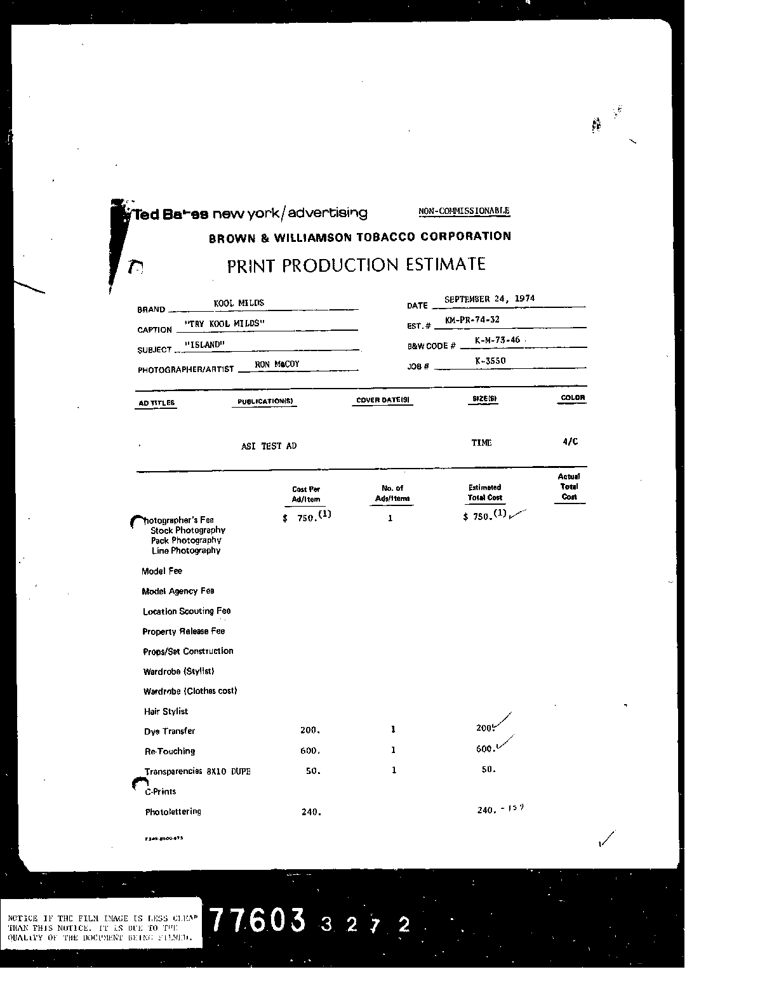 Ted Bates new york/advertising NON-COMMISSIONABLE
BROWN & WILLIAMSON TOBACCO CORPORATION
PRINT PRODUCTION ESTIMATE
BRAND KOOL MILDS DATE SEPTEMBER 24, 1974
CAPTION "TRY KOOL MILDS" EST. # KM-PR-74-32
SUBJECT "ISLAND" B&W CODE # K-M-73-46
PHOTOGRAPHER/ARTIST RON McCOY JOB # K-3550
AD TITLES PUBLICATION(S) COVER DATE(S) SIZE(S) COLOR
ASI TEST AD TIME 4/C
Cost Per Ad/Item No. of Ads/Items Estimated Total Cost Actual Total Cost
Photographer's Fee $ 750.(1) 1 $ 750.(1)
Stock Photography
Pack Photography
Line Photography
Model Fee
Model Agency Fee
Location Scouting Fee
Property Release Fee
Props/Set Construction
Wardrobe (Stylist)
Wardrobe (Clothes cost)
Hair Stylist
Dye Transfer 200. 1 200.
Re-Touching 600. 1 600.
Transparencies 8X10 DUPE 50. 1 50.
C-Prints
Photolettering 240. 240.
NOTICE IF THE FILM IMAGE IS LESS CLEAR
THAN THIS NOTICE, IT IS DUE TO THE
QUALITY OF THE DOCUMENT BEING FILMED.
77603 3272